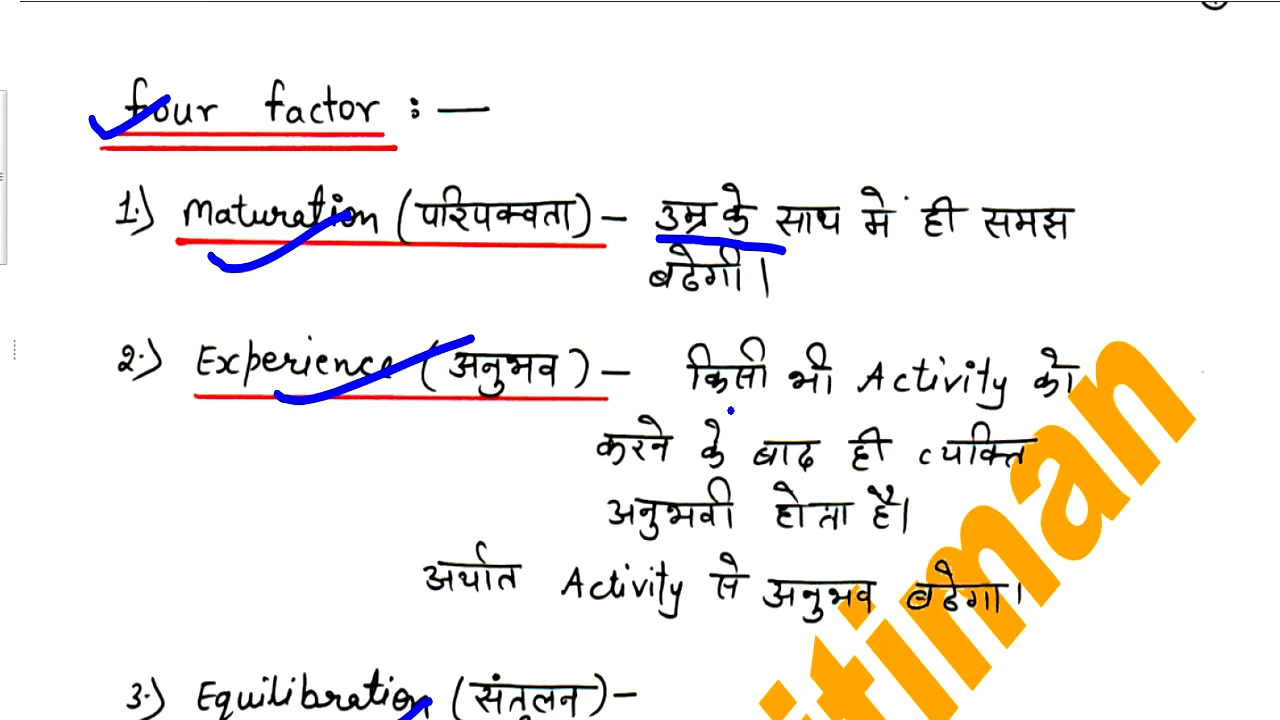 four factor :—
1.) Maturation (परिपक्वता) – उम्र के साथ में ही समझ
बढेगी।
2.) Experience (अनुभव) – किसी भी Activity को
करने के बाद ही व्यक्ति
अनुभवी होता है।
अर्थात Activity से अनुभव बढेगा।
3.) Equilibration (संतुलन) –
itiman